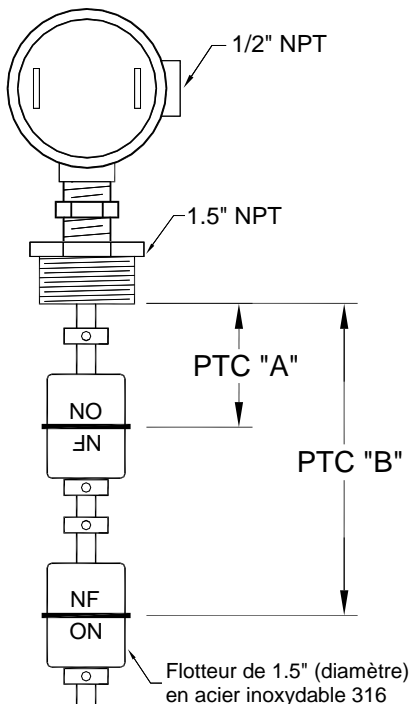 1/2" NPT
1.5" NPT
PTC "A"
NO
NF
PTC "B"
NF
NO
Flotteur de 1.5" (diamètre)
en acier inoxydable 316